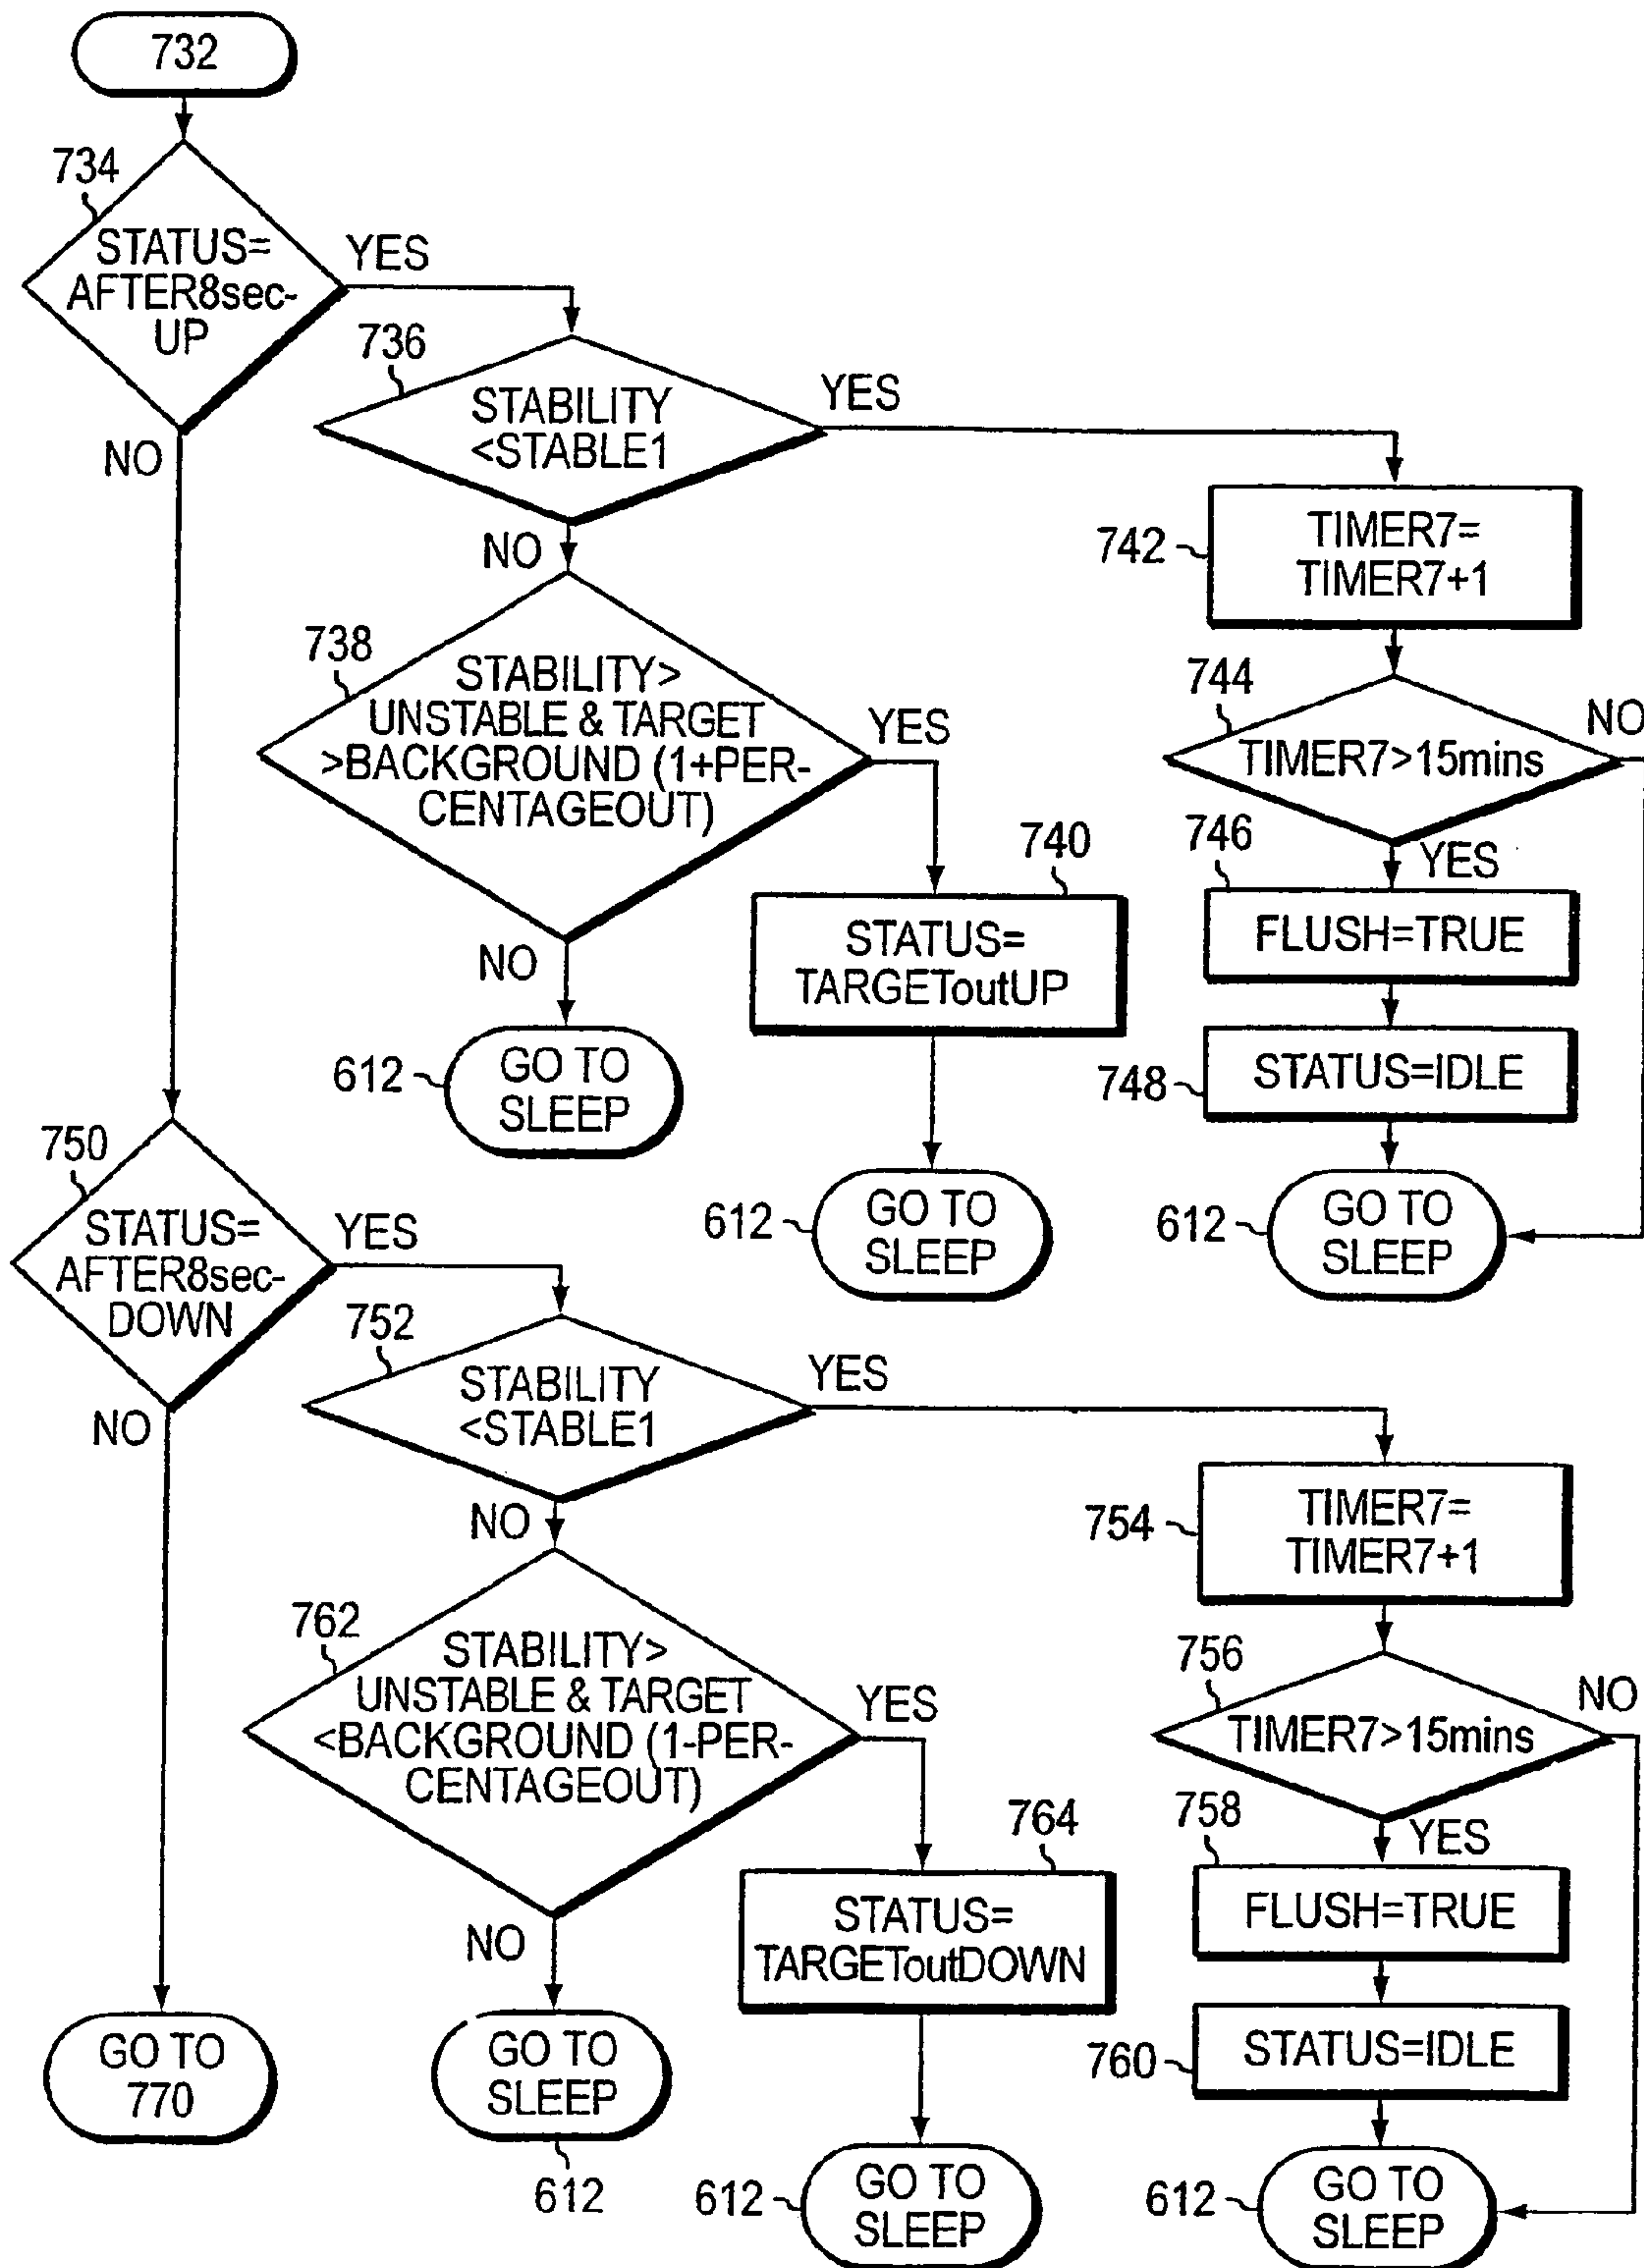 732
734
STATUS=
AFTER8sec-
UP
YES
NO
736
STABILITY
<STABLE1
YES
NO
742
TIMER7=
TIMER7+1
738
STABILITY>
UNSTABLE & TARGET
>BACKGROUND (1+PER-
CENTAGEOUT)
YES
NO
744
TIMER7>15mins
NO
YES
740
STATUS=
TARGEToutUP
746
FLUSH=TRUE
748
STATUS=IDLE
612
GO TO
SLEEP
612
GO TO
SLEEP
612
GO TO
SLEEP
750
STATUS=
AFTER8sec-
DOWN
YES
NO
752
STABILITY
<STABLE1
YES
NO
754
TIMER7=
TIMER7+1
762
STABILITY>
UNSTABLE & TARGET
<BACKGROUND (1-PER-
CENTAGEOUT)
YES
NO
756
TIMER7>15mins
NO
YES
764
STATUS=
TARGEToutDOWN
758
FLUSH=TRUE
760
STATUS=IDLE
GO TO
770
GO TO
SLEEP
612
612
GO TO
SLEEP
612
GO TO
SLEEP